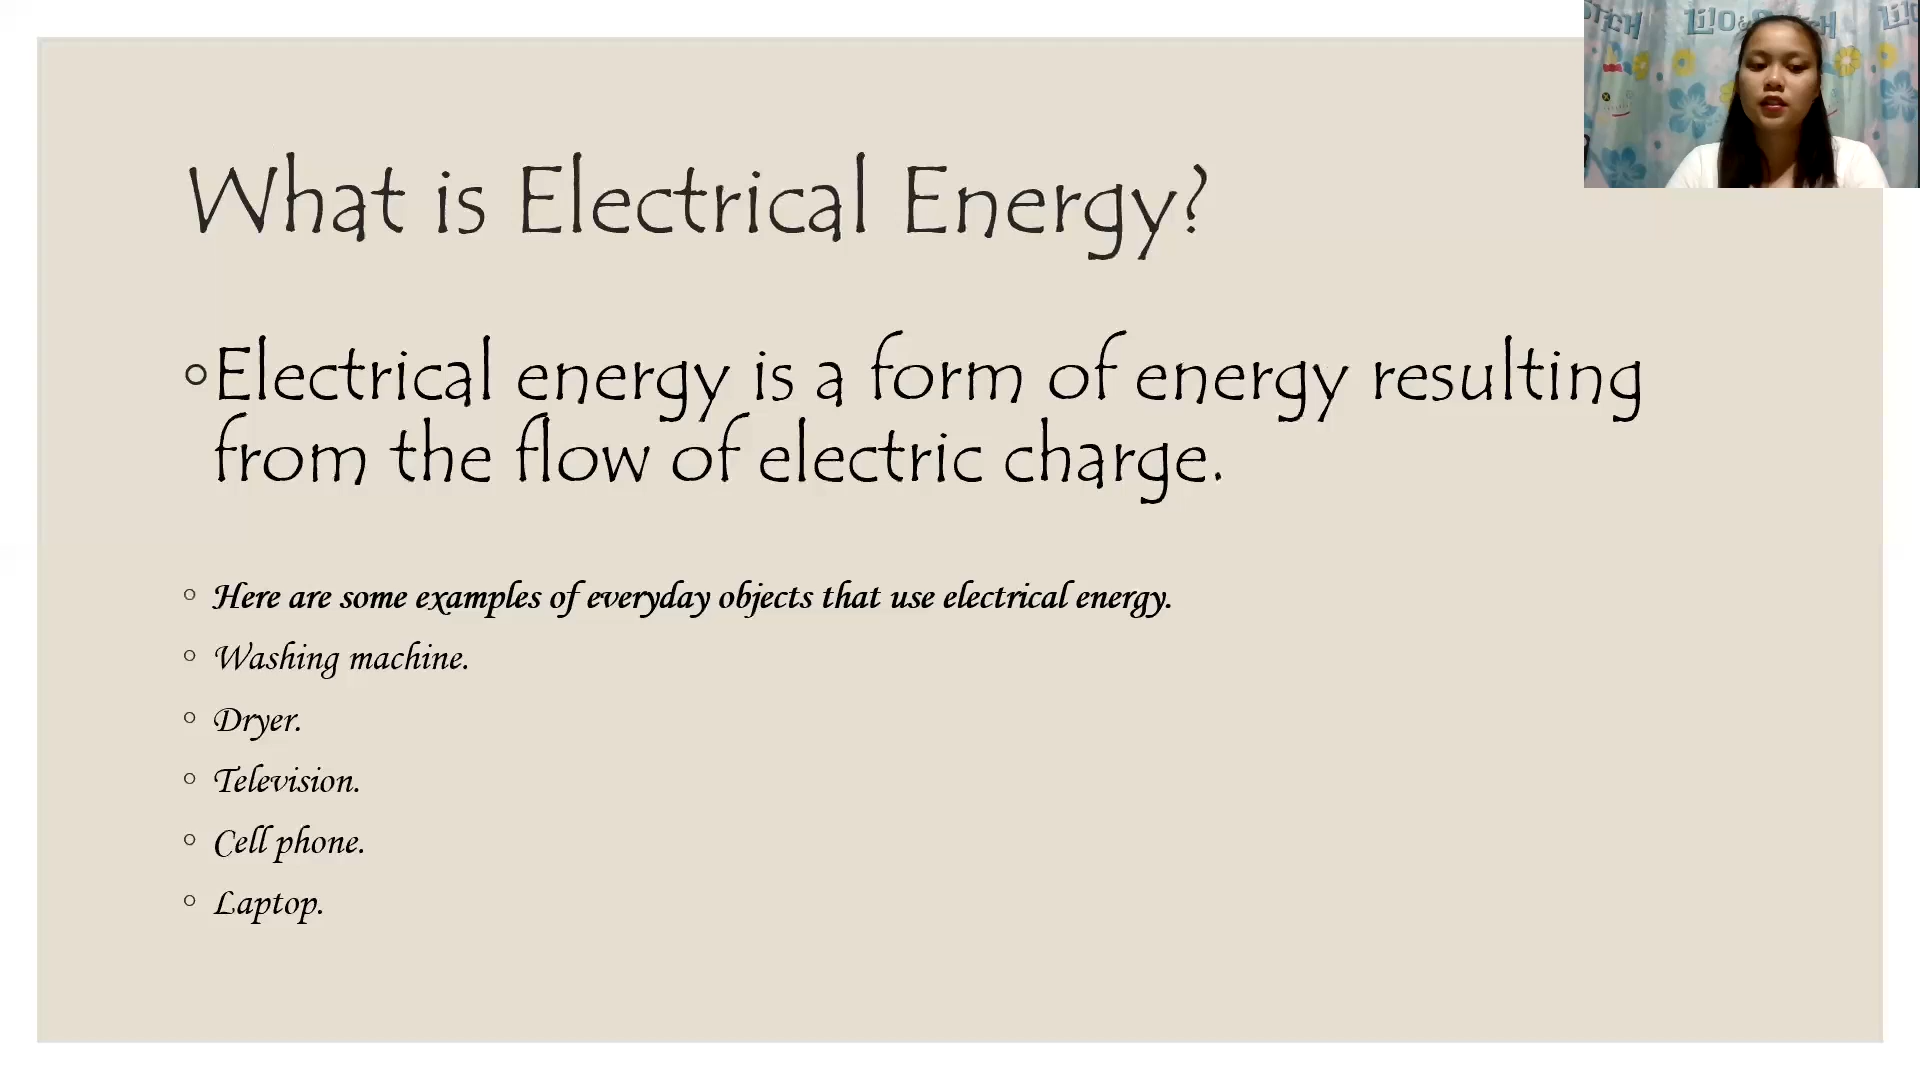 What is Electrical Energy?
Electrical energy is a form of energy resulting
from the flow of electric charge.
Here are some examples of everyday objects that use electrical energy.
Washing machine.
Dryer.
Television.
Cell phone.
Laptop.